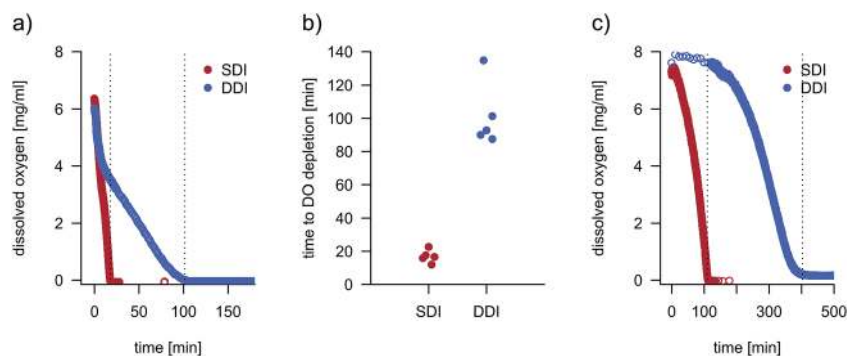 a)
8
6
4
2
0
dissolved oxygen [mg/ml]
SDI
DDI
0 50 100 150
time [min]
b)
140
120
100
80
60
40
20
0
time to DO depletion [min]
SDI DDI
c)
8
6
4
2
0
dissolved oxygen [mg/ml]
SDI
DDI
0 100 300 500
time [min]